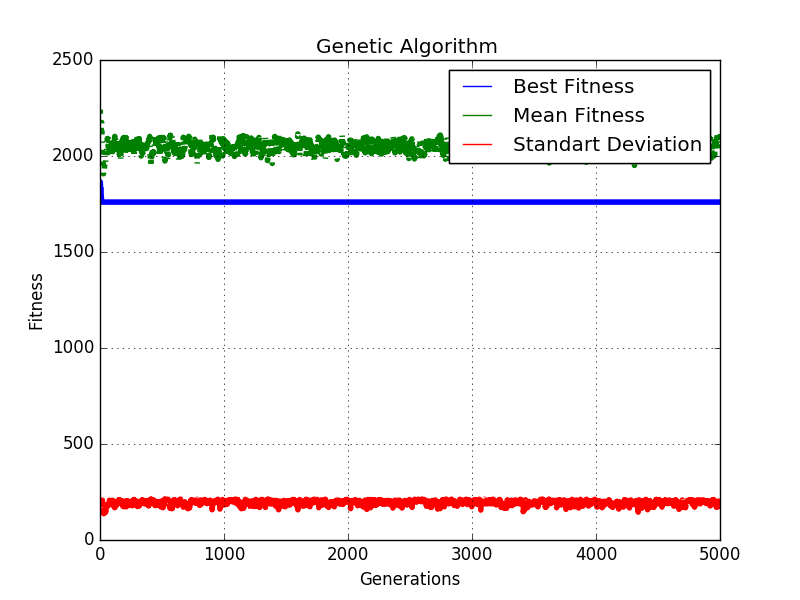 Genetic Algorithm
2500
Best Fitness
Mean Fitness
Standart Deviation
2000
1500
Fitness
1000
500
0
0 1000 2000 3000 4000 5000
Generations